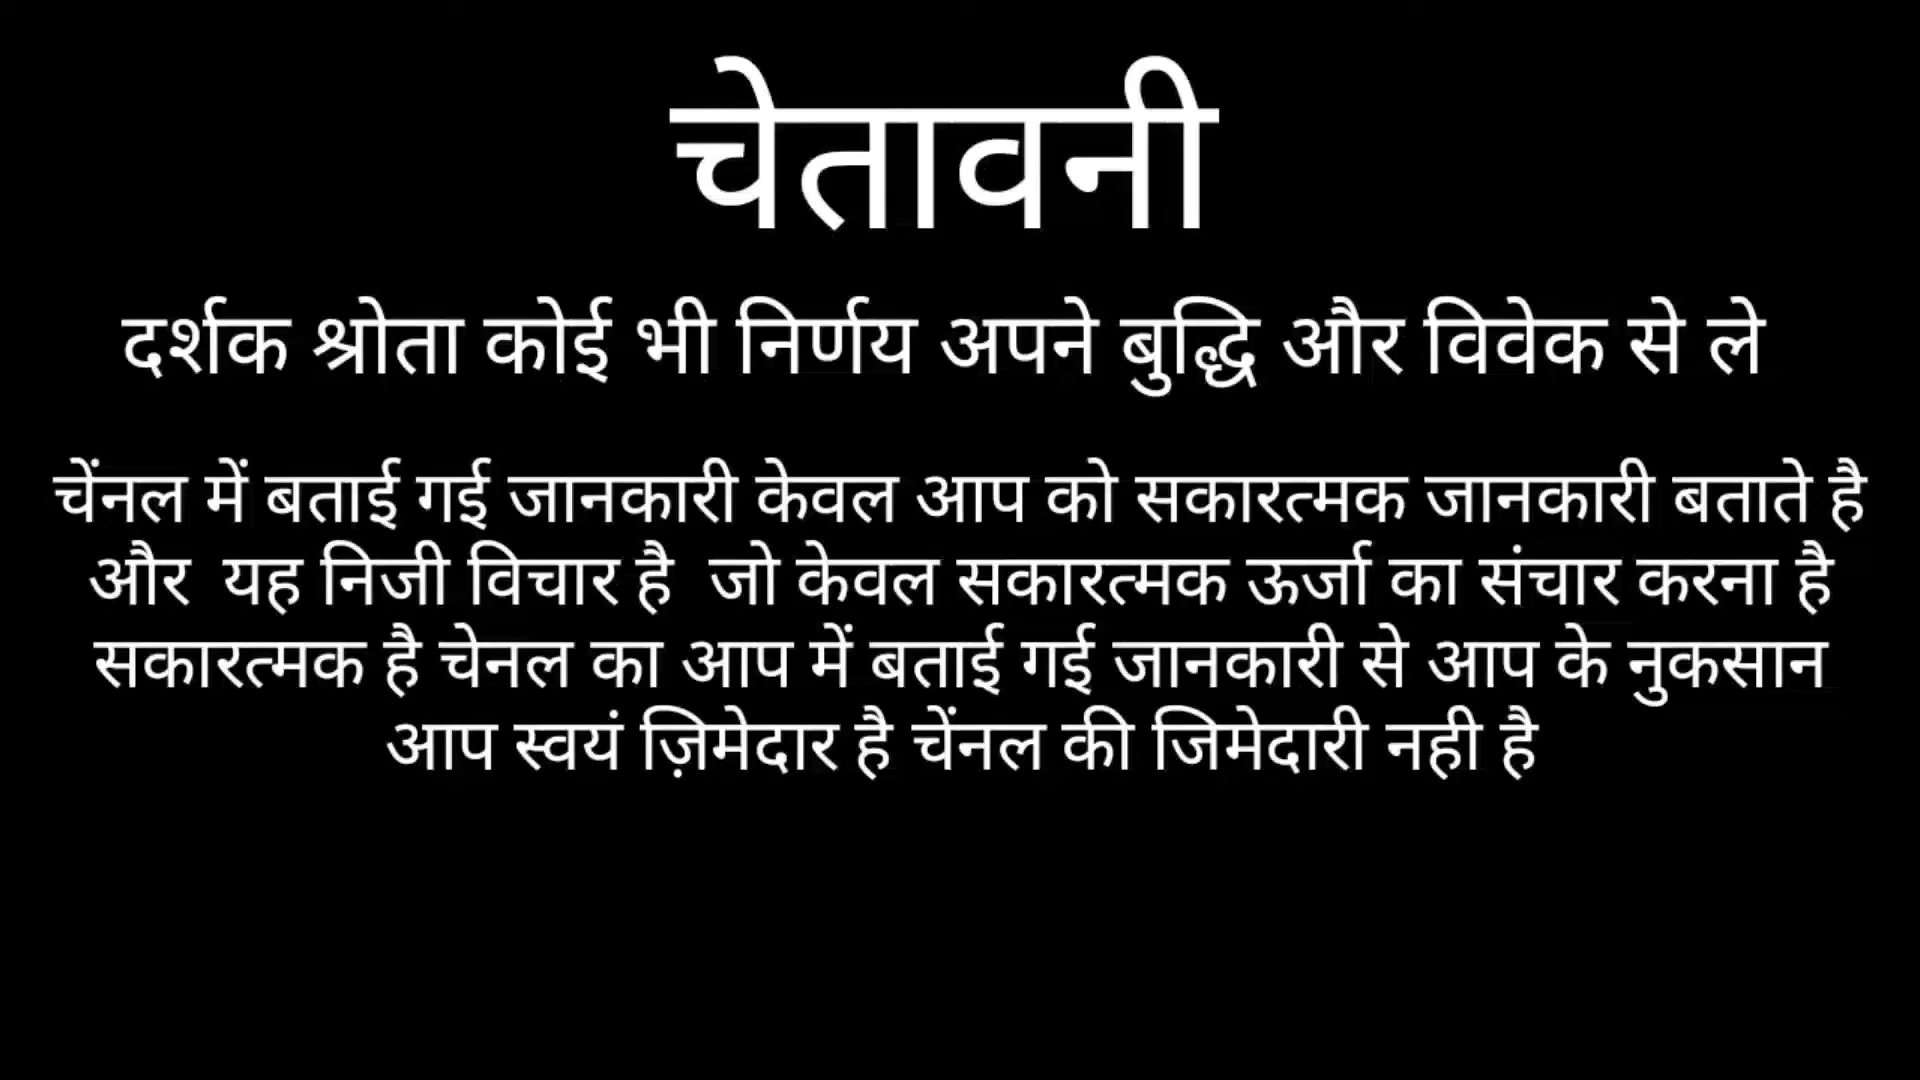 चेतावनी
दर्शक श्रोता कोई भी निर्णय अपने बुद्धि और विवेक से ले
चेंनल में बताई गई जानकारी केवल आप को सकारत्मक जानकारी बताते है
और यह निजी विचार है जो केवल सकारत्मक ऊर्जा का संचार करना है
सकारत्मक है चेनल का आप में बताई गई जानकारी से आप के नुकसान
आप स्वयं ज़िमेदार है चेंनल की जिमेदारी नही है